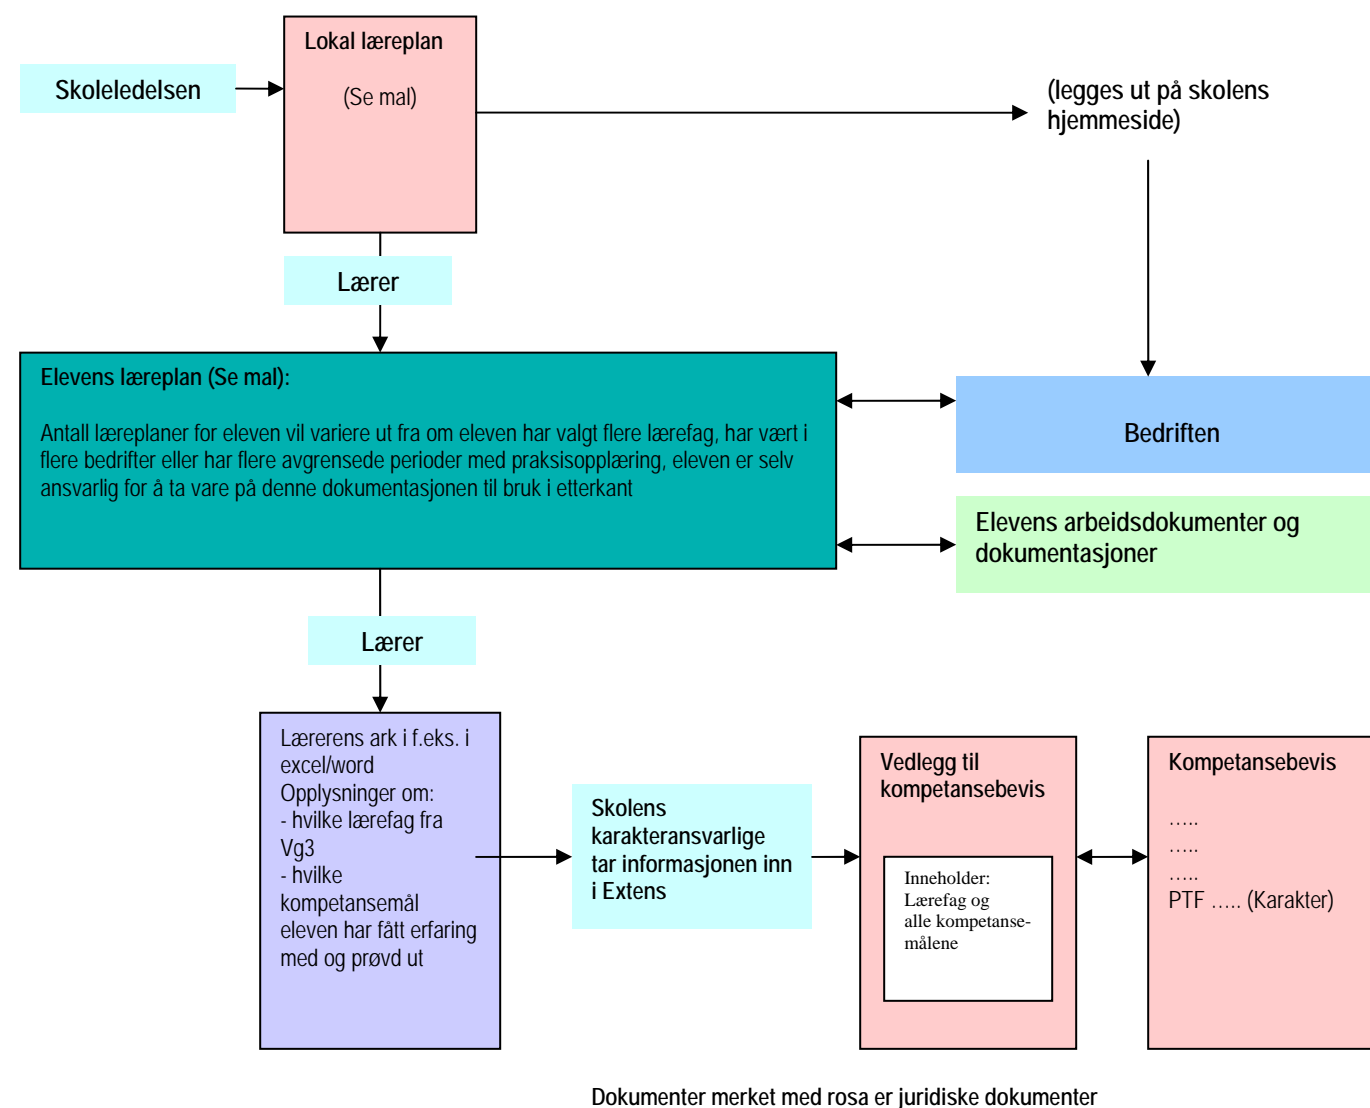 Lokal læreplan
(Se mal)
Skoleledelsen
(legges ut på skolens
hjemmeside)
Lærer
Elevens læreplan (Se mal):
Antall læreplaner for eleven vil variere ut fra om eleven har valgt flere lærefag, har vært i
flere bedrifter eller har flere avgrensede perioder med praksisopplæring, eleven er selv
ansvarlig for å ta vare på denne dokumentasjonen til bruk i etterkant
Bedriften
Elevens arbeidsdokumenter og
dokumentasjoner
Lærer
Lærerens ark i f.eks. i
excel/word
Opplysninger om:
- hvilke lærefag fra
Vg3
- hvilke
kompetansemål
eleven har fått erfaring
med og prøvd ut
Skolens
karakteransvarlige
tar informasjonen inn
i Extens
Vedlegg til
kompetansebevis
Inneholder:
Lærefag og
alle kompetanse-
målene
Kompetansebevis
…..
…..
…..
PTF ….. (Karakter)
Dokumenter merket med rosa er juridiske dokumenter